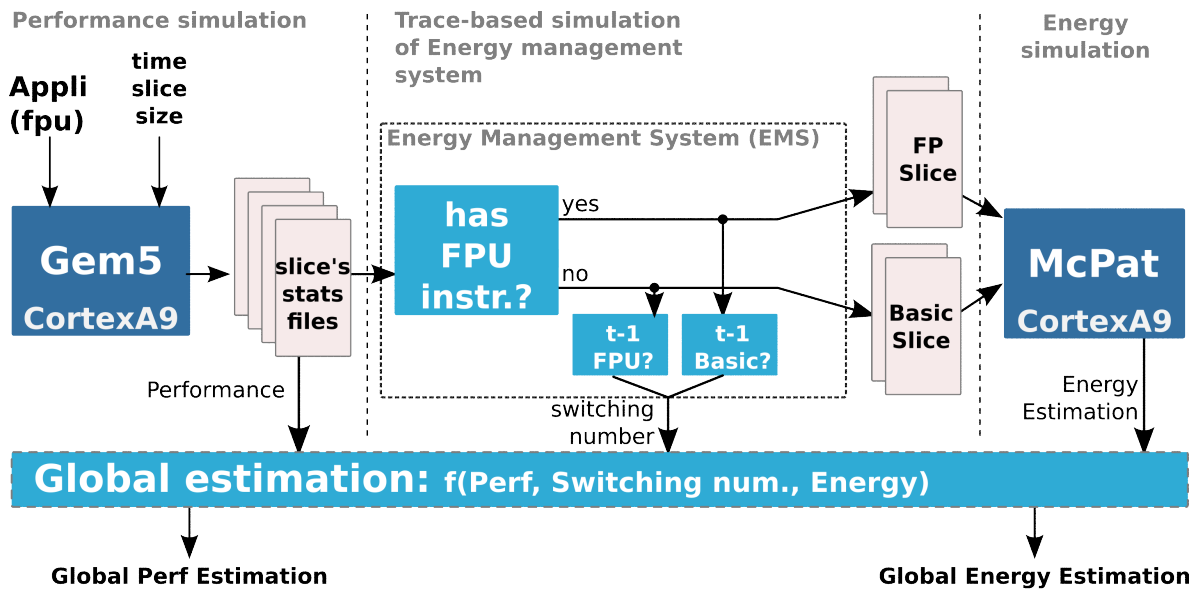 Performance simulation
Trace-based simulation
of Energy management
system
Energy
simulation
Appli
(fpu)
time
slice
size
Energy Management System (EMS)
Gem5
CortexA9
slice's
stats
files
has
FPU
instr.?
yes
no
t-1
FPU?
t-1
Basic?
FP
Slice
Basic
Slice
McPat
CortexA9
Performance
switching
number
Energy
Estimation
Global estimation: f(Perf, Switching num., Energy)
Global Perf Estimation
Global Energy Estimation